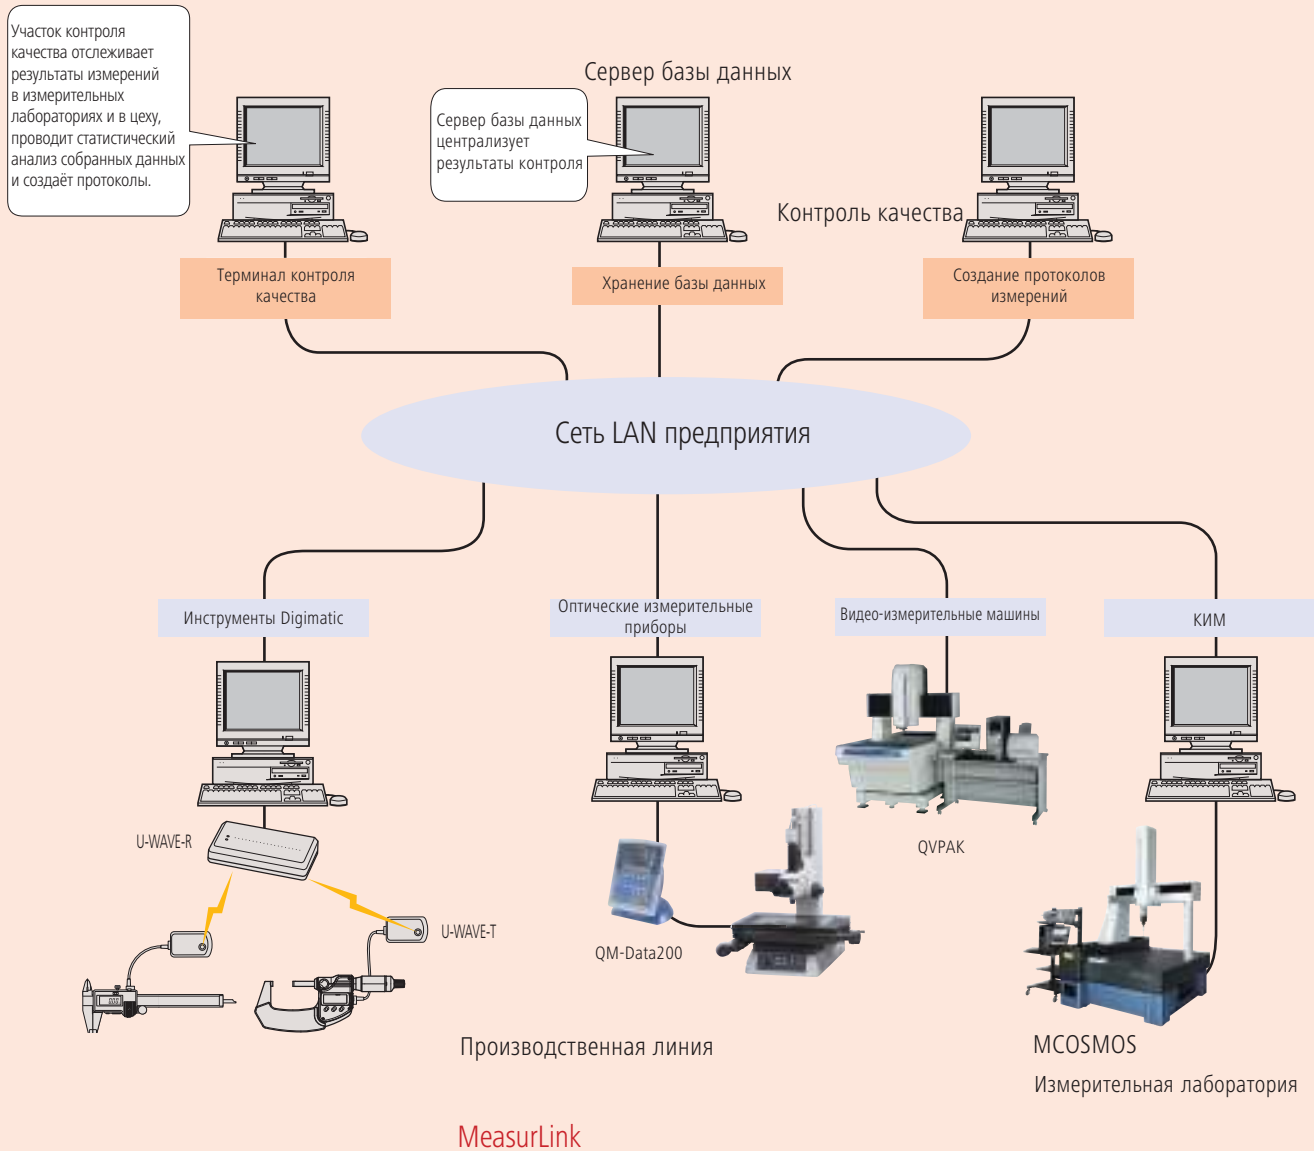 Участок контроля
качества отслеживает
результаты измерений
в измерительных
лабораториях и в цеху,
проводит статистический
анализ собранных данных
и создаёт протоколы.
Сервер базы данных
Сервер базы данных
централизует
результаты контроля
Контроль качества
Терминал контроля
качества
Хранение базы данных
Создание протоколов
измерений
Сеть LAN предприятия
Инструменты Digimatic
Оптические измерительные
приборы
Видео-измерительные машины
КИМ
U-WAVE-R
U-WAVE-T
QM-Data200
QVPAK
Производственная линия
MCOSMOS
Измерительная лаборатория
MeasurLink